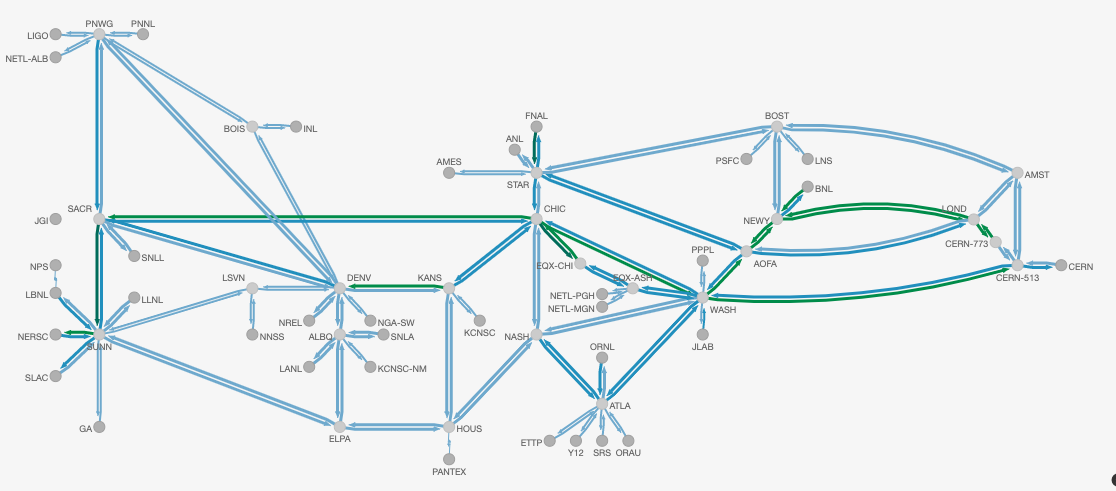 PNWG
PNNL
LIGO
NETL-ALB
FNAL
BOST
BOIS
INL
ANL
AMES
PSFC
LNS
STAR
AMST
BNL
SACR
CHIC
LOND
JGI
NEWY
CERN-773
SNLL
PPPL
AOFA
NPS
EQX-CHI
CERN
LSVN
DENV
KANS
EQX-ASH
CERN-513
LBNL
LLNL
NETL-PGH
NETL-MGN
WASH
NREL
NGA-SW
KCNSC
NERSC
SUNN
NNSS
ALBQ
SNLA
NASH
JLAB
ORNL
SLAC
LANL
KCNSC-NM
ATLA
GA
ELPA
HOUS
ETTP
Y12
SRS
ORAU
PANTEX